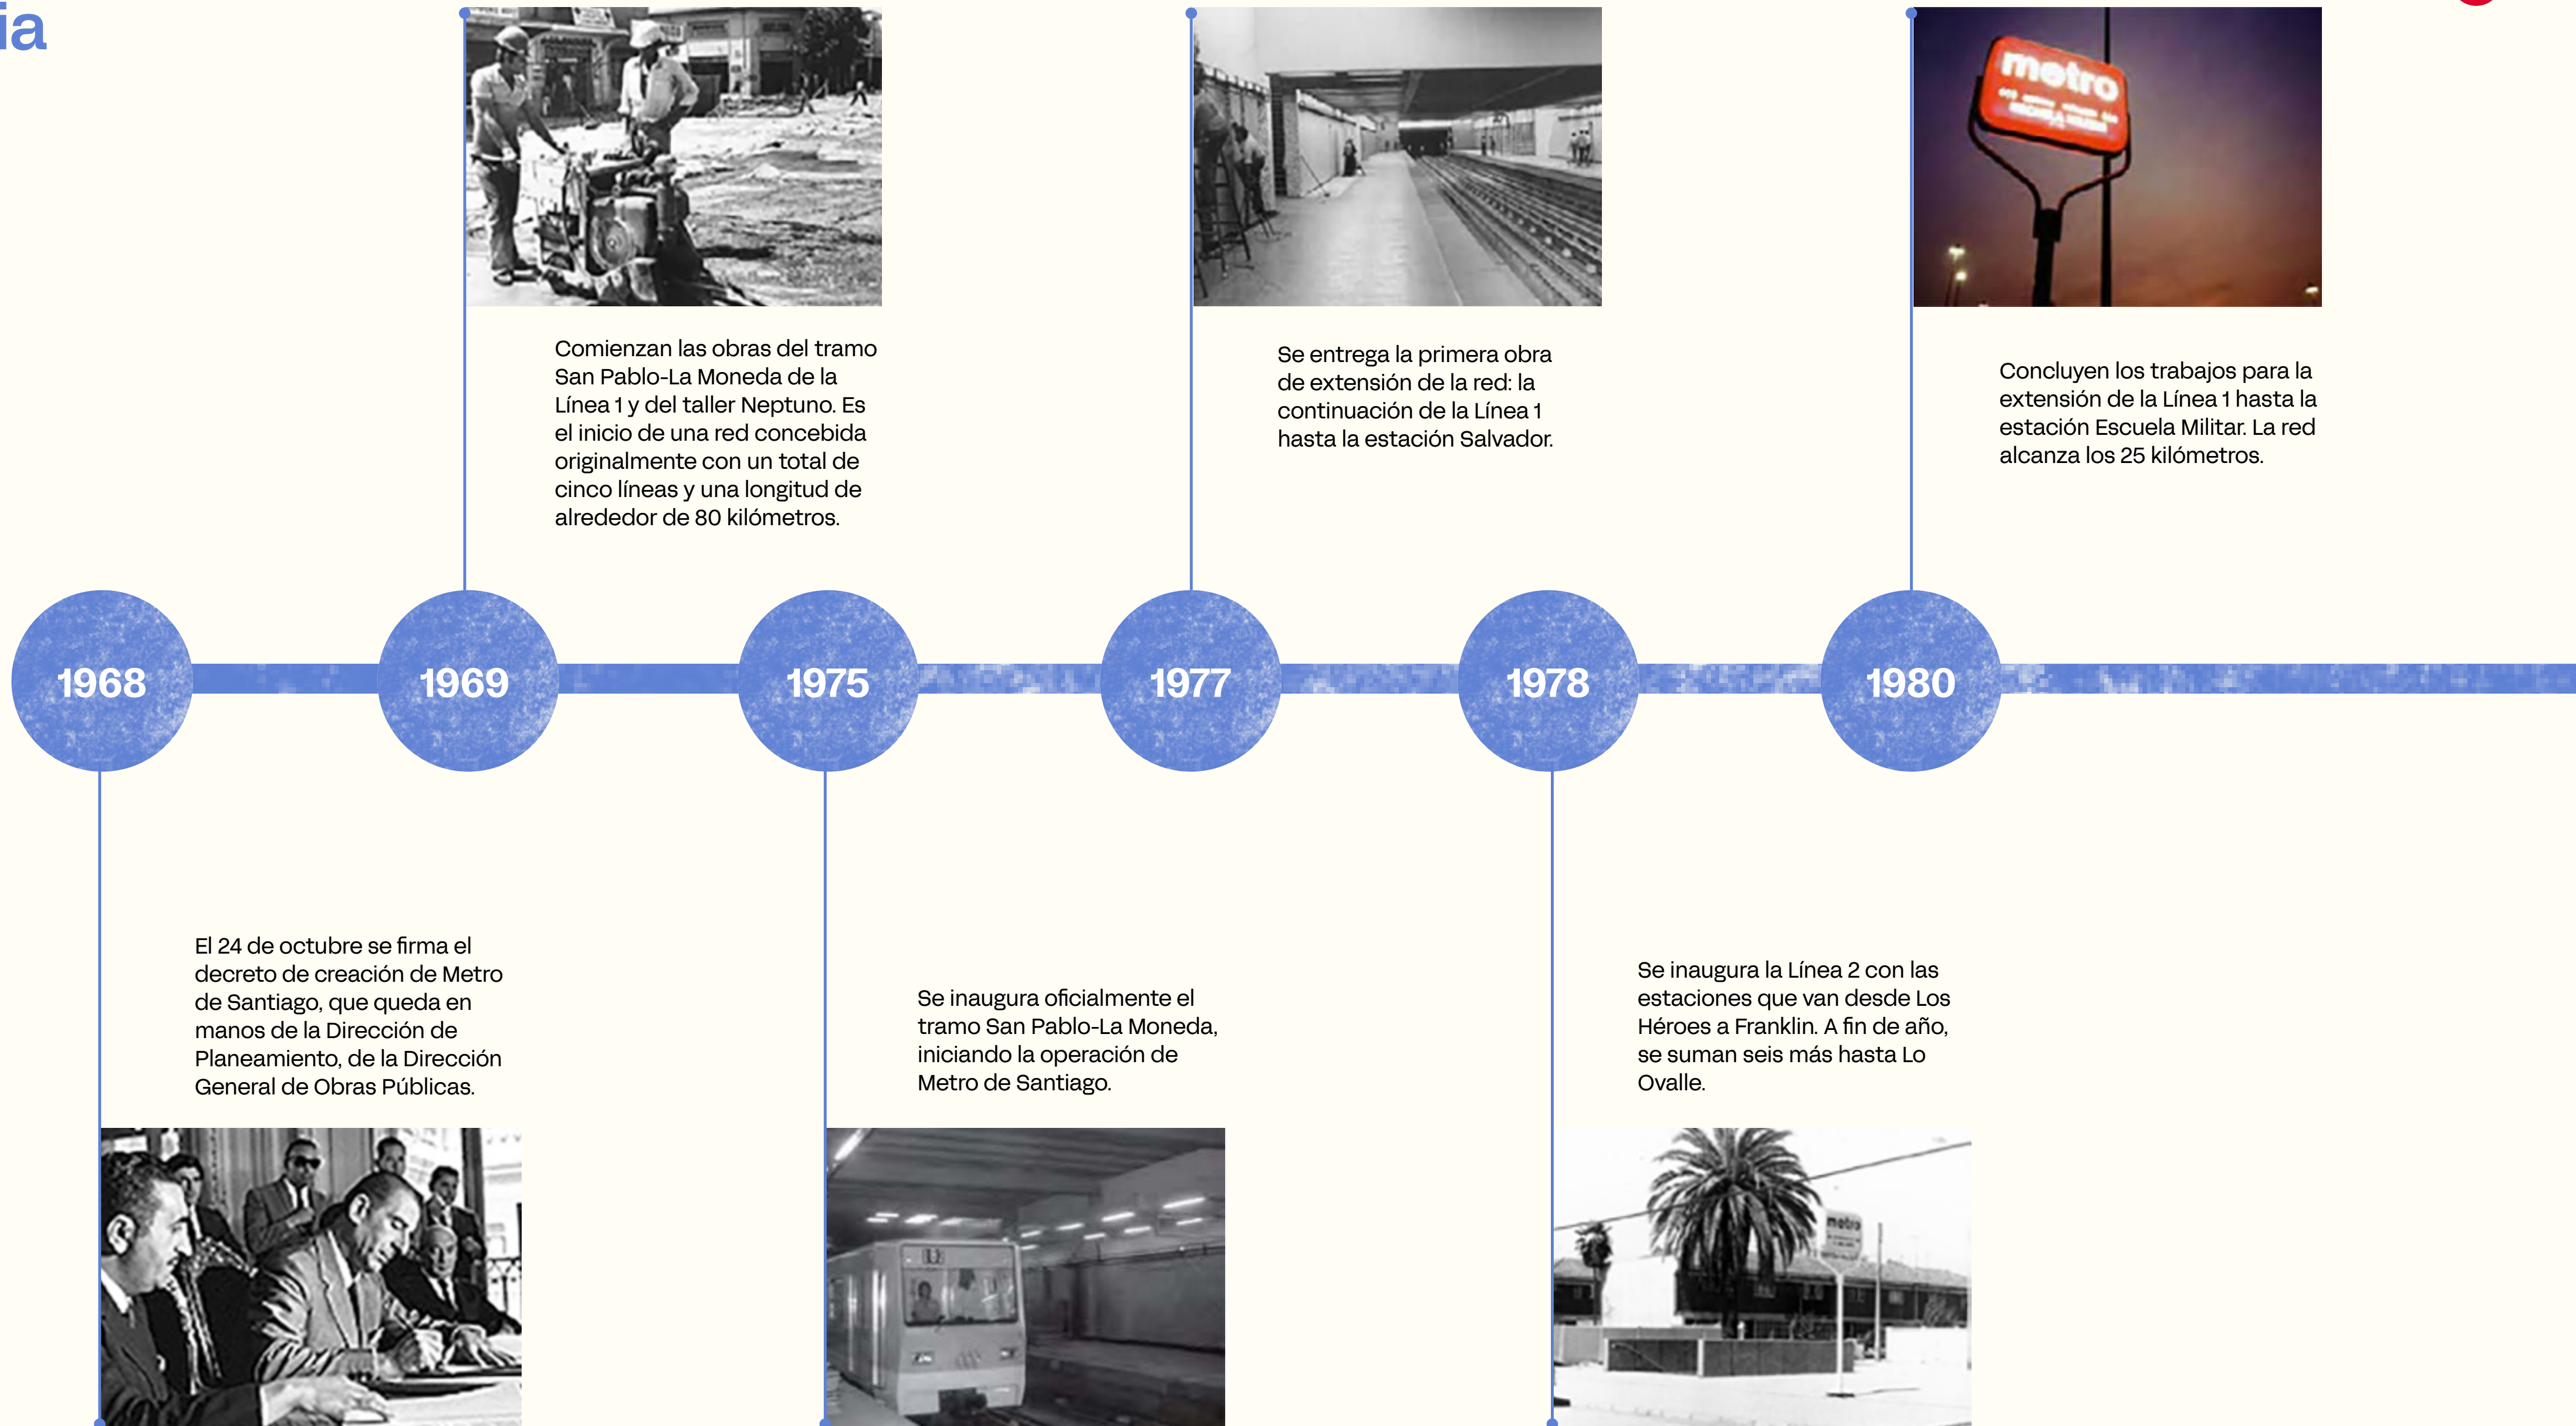 ia
metro
Comienzan las obras del tramo
San Pablo-La Moneda de la
Línea 1 y del taller Neptuno. Es
el inicio de una red concebida
originalmente con un total de
cinco líneas y una longitud de
alrededor de 80 kilómetros.
Se entrega la primera obra
de extensión de la red: la
continuación de la Línea 1
hasta la estación Salvador.
Concluyen los trabajos para la
extensión de la Línea 1 hasta la
estación Escuela Militar. La red
alcanza los 25 kilómetros.
1968
1969
1975
1977
1978
1980
El 24 de octubre se firma el
decreto de creación de Metro
de Santiago, que queda en
manos de la Dirección de
Planeamiento, de la Dirección
General de Obras Públicas.
Se inaugura oficialmente el
tramo San Pablo-La Moneda,
iniciando la operación de
Metro de Santiago.
Se inaugura la Línea 2 con las
estaciones que van desde Los
Héroes a Franklin. A fin de año,
se suman seis más hasta Lo
Ovalle.
metro